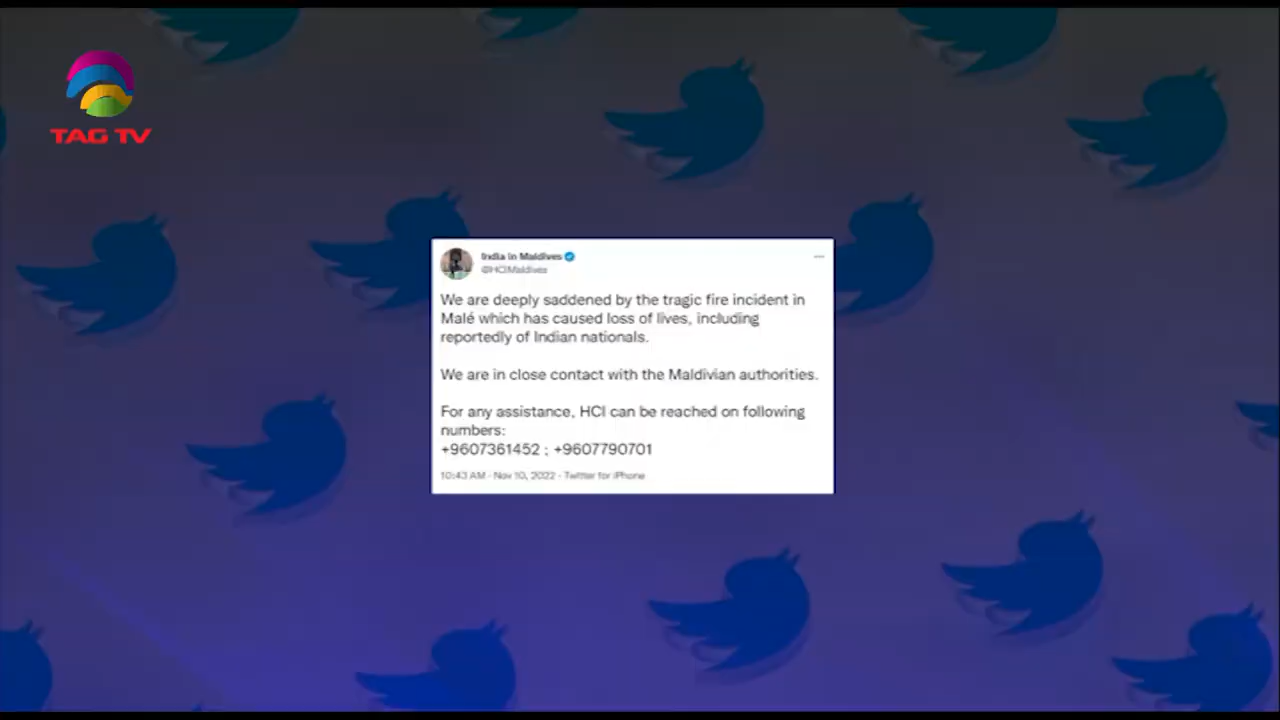 TAG TV
India in Maldives
@HCIMaldives
We are deeply saddened by the tragic fire incident in
Malé which has caused loss of lives, including
reportedly of Indian nationals.
We are in close contact with the Maldivian authorities.
For any assistance, HCI can be reached on following
numbers:
+9607361452 ; +9607790701
10:43 AM · Nov 10, 2022 · Twitter for iPhone